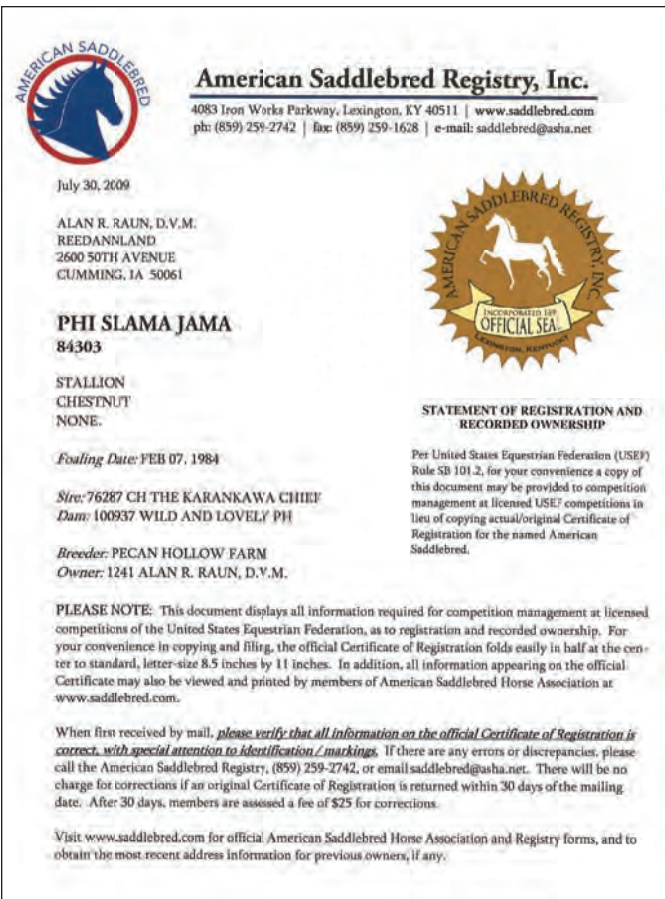 AMERICAN SADDLEBRED
American Saddlebred Registry, Inc.
4083 Iron Works Parkway, Lexington, KY 40511 | www.saddlebred.com
ph: (859) 259-2742 | fax: (859) 259-1628 | e-mail: saddlebred@asha.net
July 30, 2009
ALAN R. RAUN, D.V.M.
REEDANNLAND
2600 50TH AVENUE
CUMMING, IA 50061
AMERICAN SADDLEBRED REGISTRY, INC
INCORPORATED
OFFICIAL SEAL
LEXINGTON, KENTUCKY
PHI SLAMA JAMA
84303
STALLION
CHESTNUT
NONE.
Foaling Date: FEB 07, 1984
Sire: 76287 CH THE KARANKAWA CHIEF
Dam: 100937 WILD AND LOVELY PH
Breeder: PECAN HOLLOW FARM
Owner: 1241 ALAN R. RAUN, D.V.M.
STATEMENT OF REGISTRATION AND
RECORDED OWNERSHIP
Per United States Equestrian Federation (USEF)
Rule SB 101.2, for your convenience a copy of
this document may be provided to competition
management at licensed USEF competitions in
lieu of copying actual/original Certificate of
Registration for the named American
Saddlebred.
PLEASE NOTE: This document displays all information required for competition management at licensed
competitions of the United States Equestrian Federation, as to registration and recorded ownership. For
your convenience in copying and filing, the official Certificate of Registration folds easily in half at the cen-
ter to standard, letter-size 8.5 inches by 11 inches. In addition, all information appearing on the official
Certificate may also be viewed and printed by members of American Saddlebred Horse Association at
www.saddlebred.com.
When first received by mail, please verify that all information on the official Certificate of Registration is
correct, with special attention to identification / markings. If there are any errors or discrepancies, please
call the American Saddlebred Registry, (859) 259-2742, or email saddlebred@asha.net. There will be no
charge for corrections if an original Certificate of Registration is returned within 30 days of the mailing
date. After 30 days, members are assessed a fee of $25 for corrections.
Visit www.saddlebred.com for official American Saddlebred Horse Association and Registry forms, and to
obtain the most recent address information for previous owners, if any.